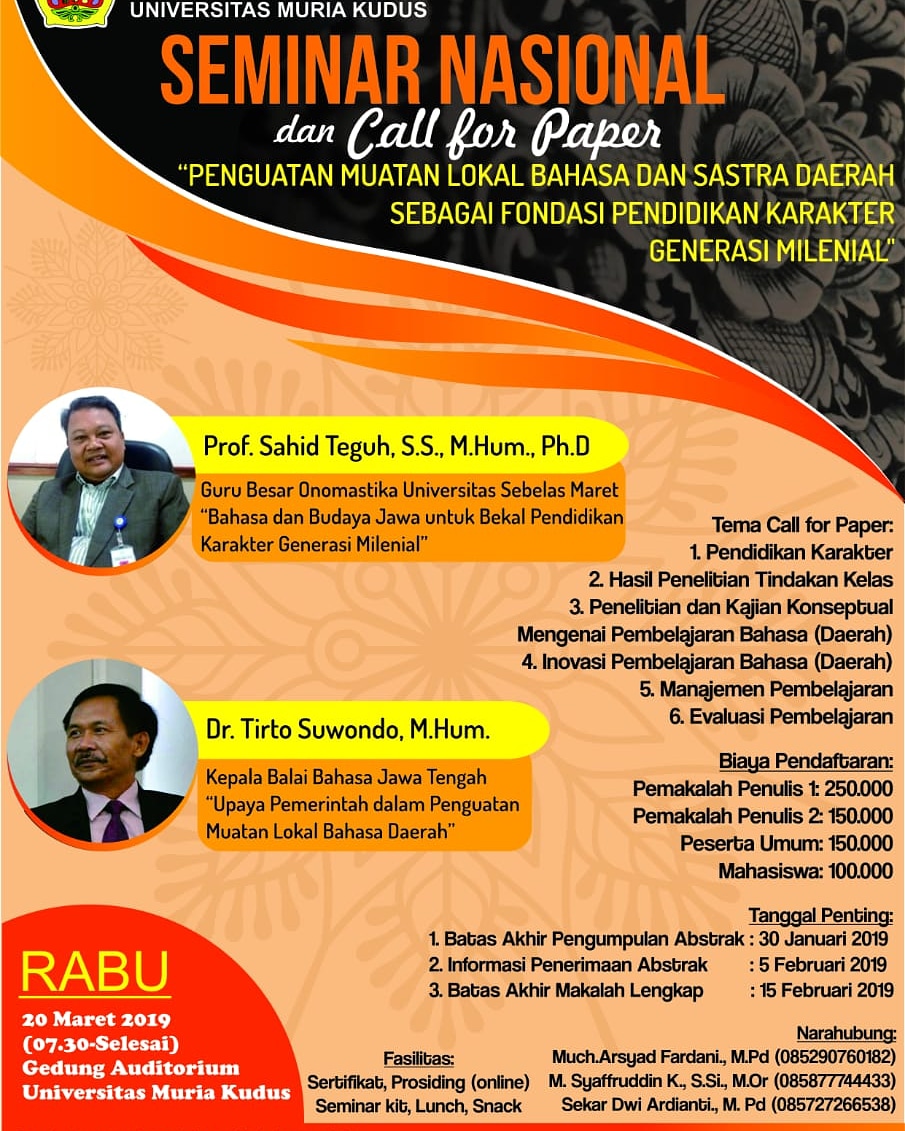 UNIVERSITAS MURIA KUDUS
SEMINAR NASIONAL
dan Call for Paper
“PENGUATAN MUATAN LOKAL BAHASA DAN SASTRA DAERAH
SEBAGAI FONDASI PENDIDIKAN KARAKTER
GENERASI MILENIAL"
Prof. Sahid Teguh, S.S., M.Hum., Ph.D
Guru Besar Onomastika Universitas Sebelas Maret
“Bahasa dan Budaya Jawa untuk Bekal Pendidikan
Karakter Generasi Milenial”
Tema Call for Paper:
1. Pendidikan Karakter
2. Hasil Penelitian Tindakan Kelas
3. Penelitian dan Kajian Konseptual
Mengenai Pembelajaran Bahasa (Daerah)
4. Inovasi Pembelajaran Bahasa (Daerah)
5. Manajemen Pembelajaran
6. Evaluasi Pembelajaran
Dr. Tirto Suwondo, M.Hum.
Kepala Balai Bahasa Jawa Tengah
“Upaya Pemerintah dalam Penguatan
Muatan Lokal Bahasa Daerah”
Biaya Pendaftaran:
Pemakalah Penulis 1: 250.000
Pemakalah Penulis 2: 150.000
Peserta Umum: 150.000
Mahasiswa: 100.000
Tanggal Penting:
1. Batas Akhir Pengumpulan Abstrak : 30 Januari 2019
2. Informasi Penerimaan Abstrak : 5 Februari 2019
3. Batas Akhir Makalah Lengkap : 15 Februari 2019
RABU
20 Maret 2019
(07.30-Selesai)
Gedung Auditorium
Universitas Muria Kudus
Fasilitas:
Sertifikat, Prosiding (online)
Seminar kit, Lunch, Snack
Narahubung:
Much.Arsyad Fardani., M.Pd (085290760182)
M. Syaffruddin K., S.Si., M.Or (085877744433)
Sekar Dwi Ardianti., M. Pd (085727266538)